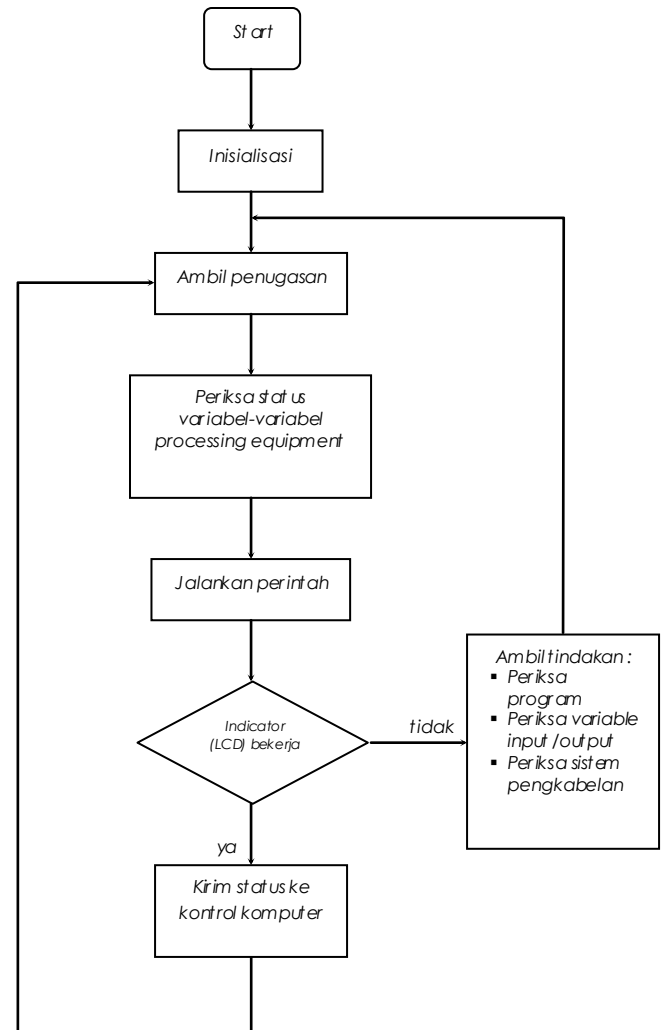 Start
Inisialisasi
Ambil penugasan
Periksa status
variabel-variabel
processing equipment
Jalankan perintah
Indicator
(LCD) bekerja
tidak
Ambil tindakan :
▪ Periksa
program
▪ Periksa variable
input /output
▪ Periksa sistem
pengkabelan
ya
Kirim status ke
kontrol komputer